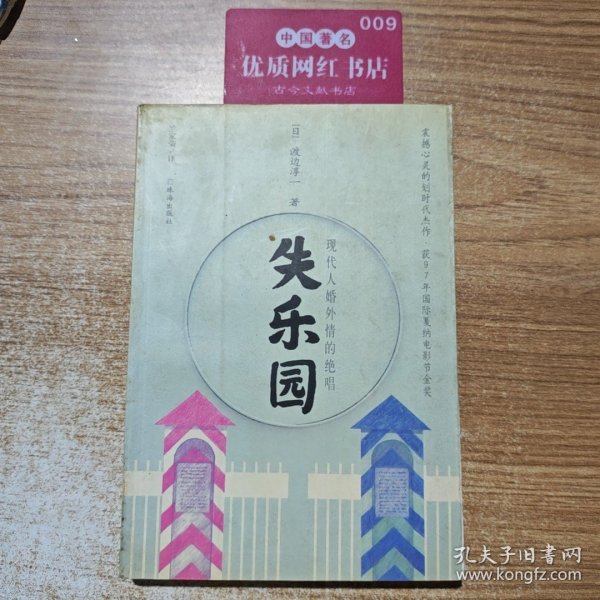 009
中国著名
优质网红书店
古今文献书店
震撼心灵的划时代杰作 获97年国际戛纳电影节金奖
[日] 渡边淳一 著
珠海出版社
现代人婚外情的绝唱
失乐园
孔夫子旧书网
www.kongfz.com